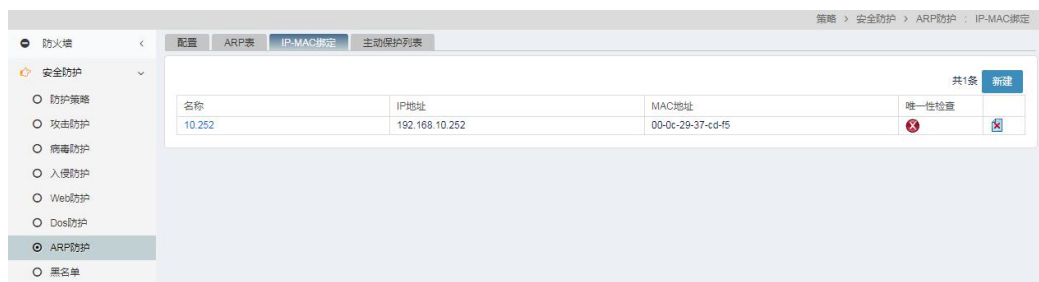 策略 > 安全防护 > ARP防护 : IP-MAC绑定
防火墙
安全防护
防护策略
攻击防护
病毒防护
入侵防护
Web防护
Dos防护
ARP防护
黑名单
配置 ARP表 IP-MAC绑定 主动保护列表
共1条 新建
名称 IP地址 MAC地址 唯一性检查
10.252 192.168.10.252 00-0c-29-37-cd-f5